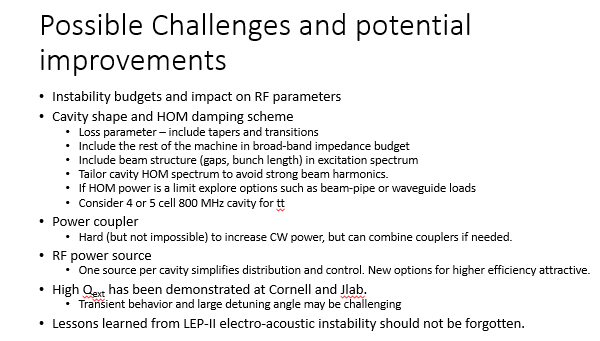 Possible Challenges and potential
improvements
• Instability budgets and impact on RF parameters
• Cavity shape and HOM damping scheme
• Loss parameter – include tapers and transitions
• Include the rest of the machine in broad-band impedance budget
• Include beam structure (gaps, bunch length) in excitation spectrum
• Tailor cavity HOM spectrum to avoid strong beam harmonics.
• If HOM power is a limit explore options such as beam-pipe or waveguide loads
• Consider 4 or 5 cell 800 MHz cavity for tt
• Power coupler
• Hard (but not impossible) to increase CW power, but can combine couplers if needed.
• RF power source
• One source per cavity simplifies distribution and control. New options for higher efficiency attractive.
• High Qext has been demonstrated at Cornell and Jlab.
• Transient behavior and large detuning angle may be challenging
• Lessons learned from LEP-II electro-acoustic instability should not be forgotten.